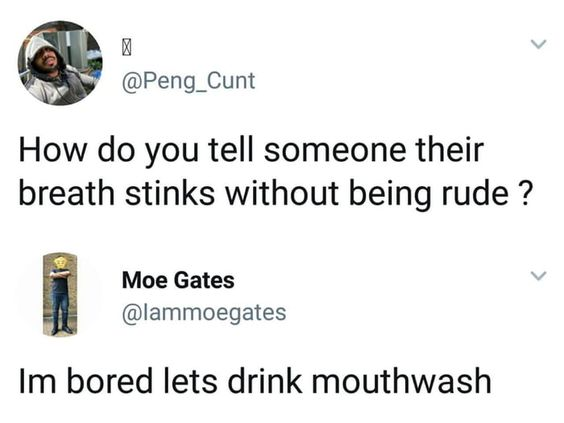 @Peng_Cunt
How do you tell someone their
breath stinks without being rude ?
Moe Gates
@Iammoegates
Im bored lets drink mouthwash